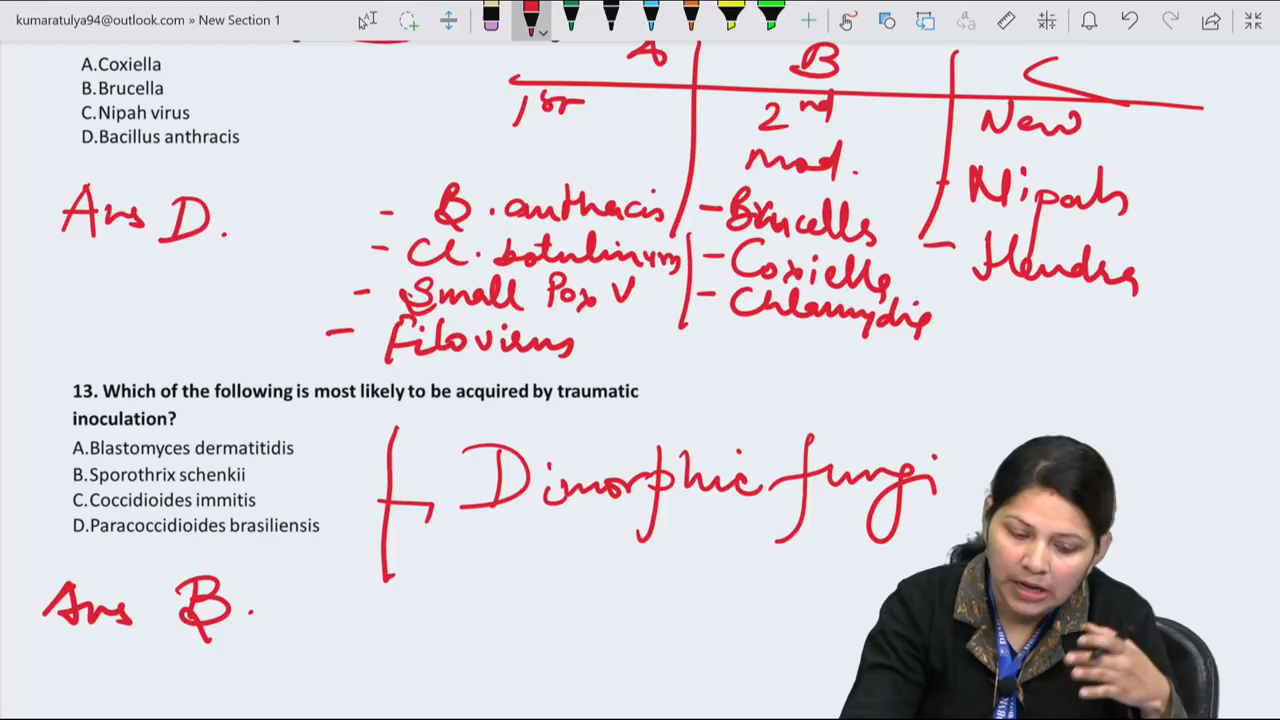 kumaratulya94@outlook.com » New Section 1
A B C
A.Coxiella
B.Brucella
C.Nipah virus
D.Bacillus anthracis
1st 2nd New
Mod.
Ans D.
- B. anthracis - Brucella - Nipah
- Cl. botulinum - Coxiella - Hendra
- Small Pox V - Chlamydia
- Filovirus
13. Which of the following is most likely to be acquired by traumatic
inoculation?
A.Blastomyces dermatitidis
B.Sporothrix schenkii
C.Coccidioides immitis
D.Paracoccidioides brasiliensis
Dimorphic fungi
Ans B.